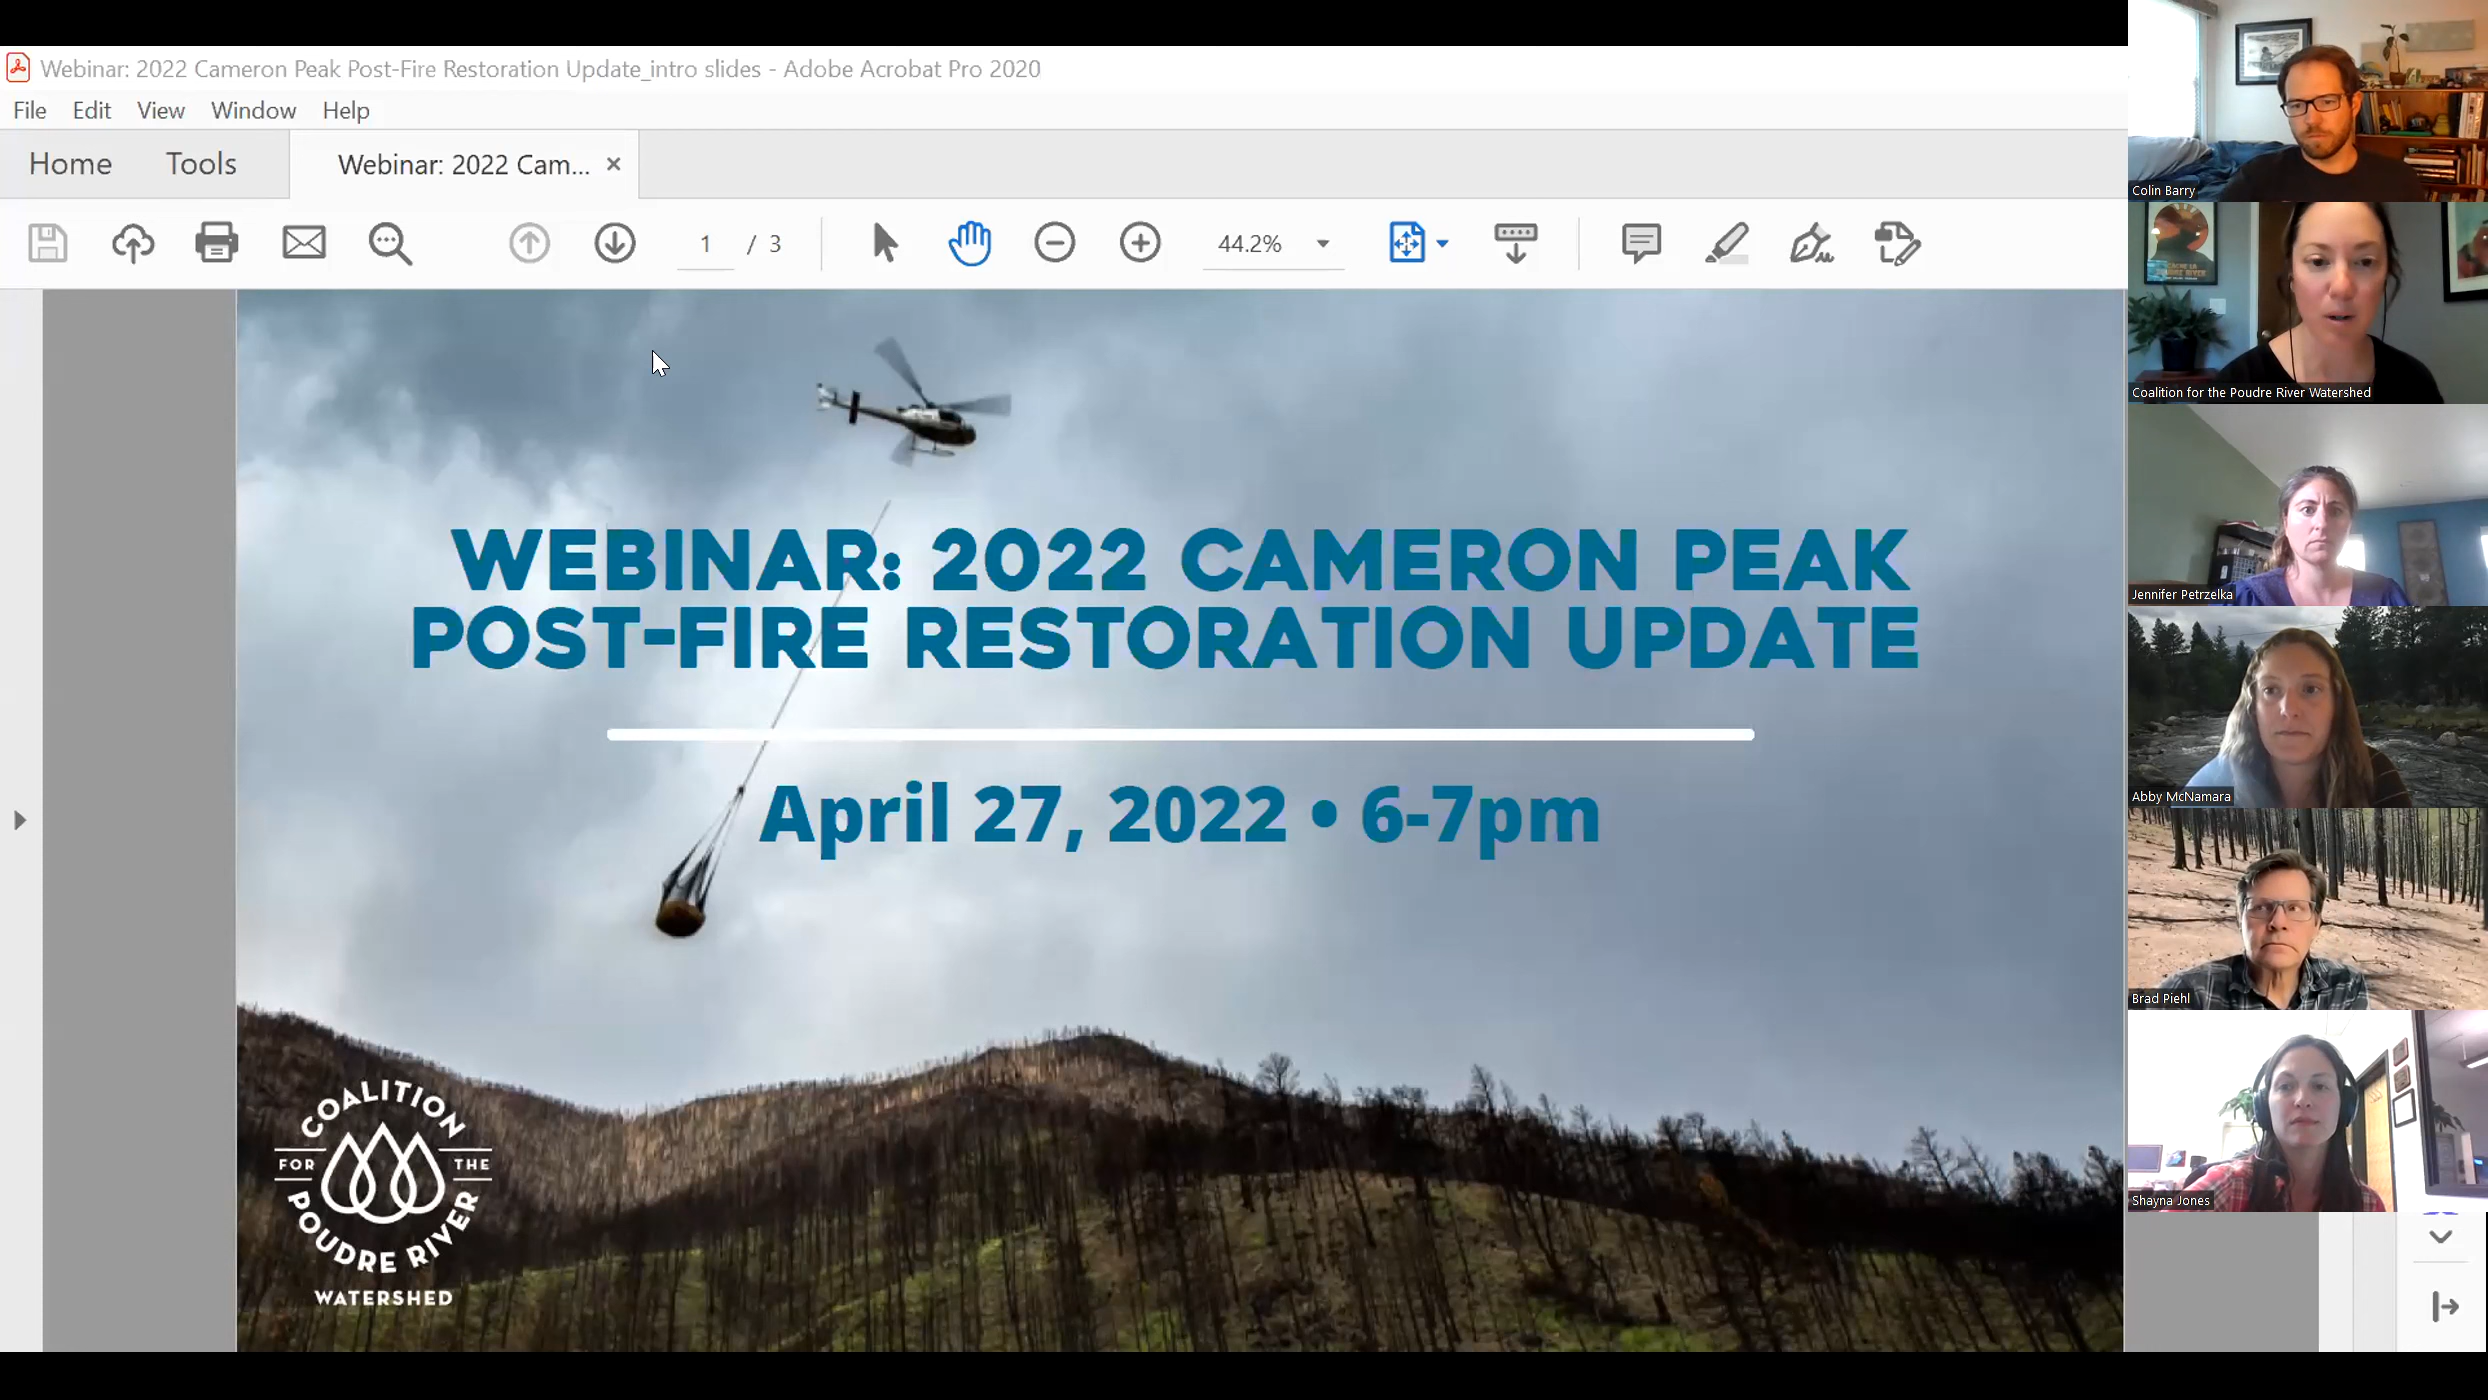 Webinar: 2022 Cameron Peak Post-Fire Restoration Update_intro slides - Adobe Acrobat Pro 2020
File Edit View Window Help
Home Tools Webinar: 2022 Cam... ×
1 / 3 44.2%
WEBINAR: 2022 CAMERON PEAK
POST-FIRE RESTORATION UPDATE
April 27, 2022 • 6-7pm
COALITION
FOR THE
POUDRE RIVER
WATERSHED
Colin Barry
Coalition for the Poudre River Watershed
Jennifer Petrzelka
Abby McNamara
Brad Piehl
Shayna Jones